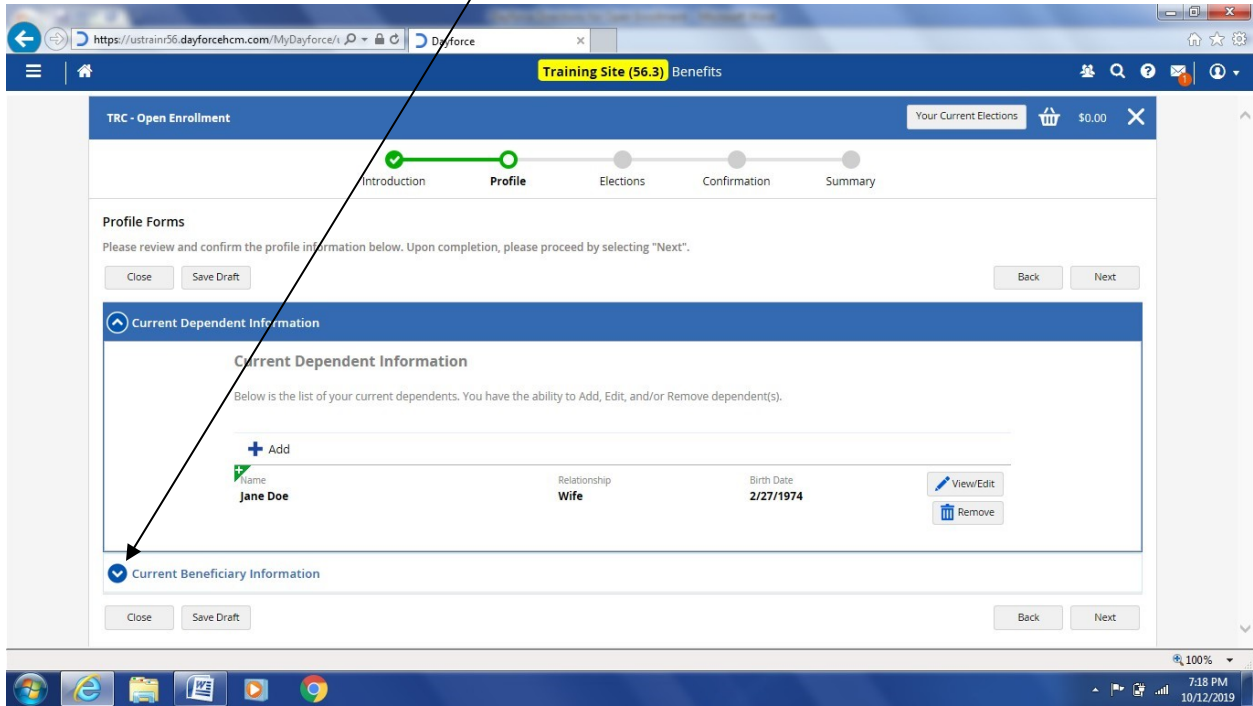 https://ustrainr56.dayforcehcm.com/MyDayforce/ Dayforce
Training Site (56.3) Benefits
1
TRC - Open Enrollment Your Current Elections $0.00
Introduction Profile Elections Confirmation Summary
Profile Forms
Please review and confirm the profile information below. Upon completion, please proceed by selecting "Next".
Close Save Draft Back Next
Current Dependent Information
Current Dependent Information
Below is the list of your current dependents. You have the ability to Add, Edit, and/or Remove dependent(s).
Add
Name Relationship Birth Date View/Edit
Jane Doe Wife 2/27/1974
Remove
Current Beneficiary Information
Close Save Draft Back Next
100%
7:18 PM
10/12/2019